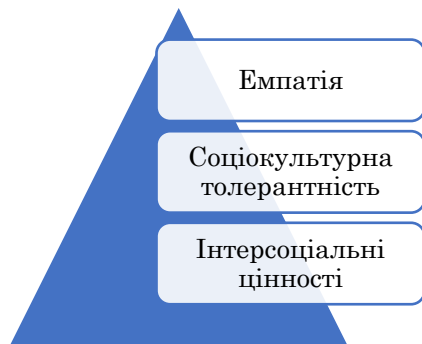 Емпатія
Соціокультурна
толерантність
Інтерсоціальні
цінності